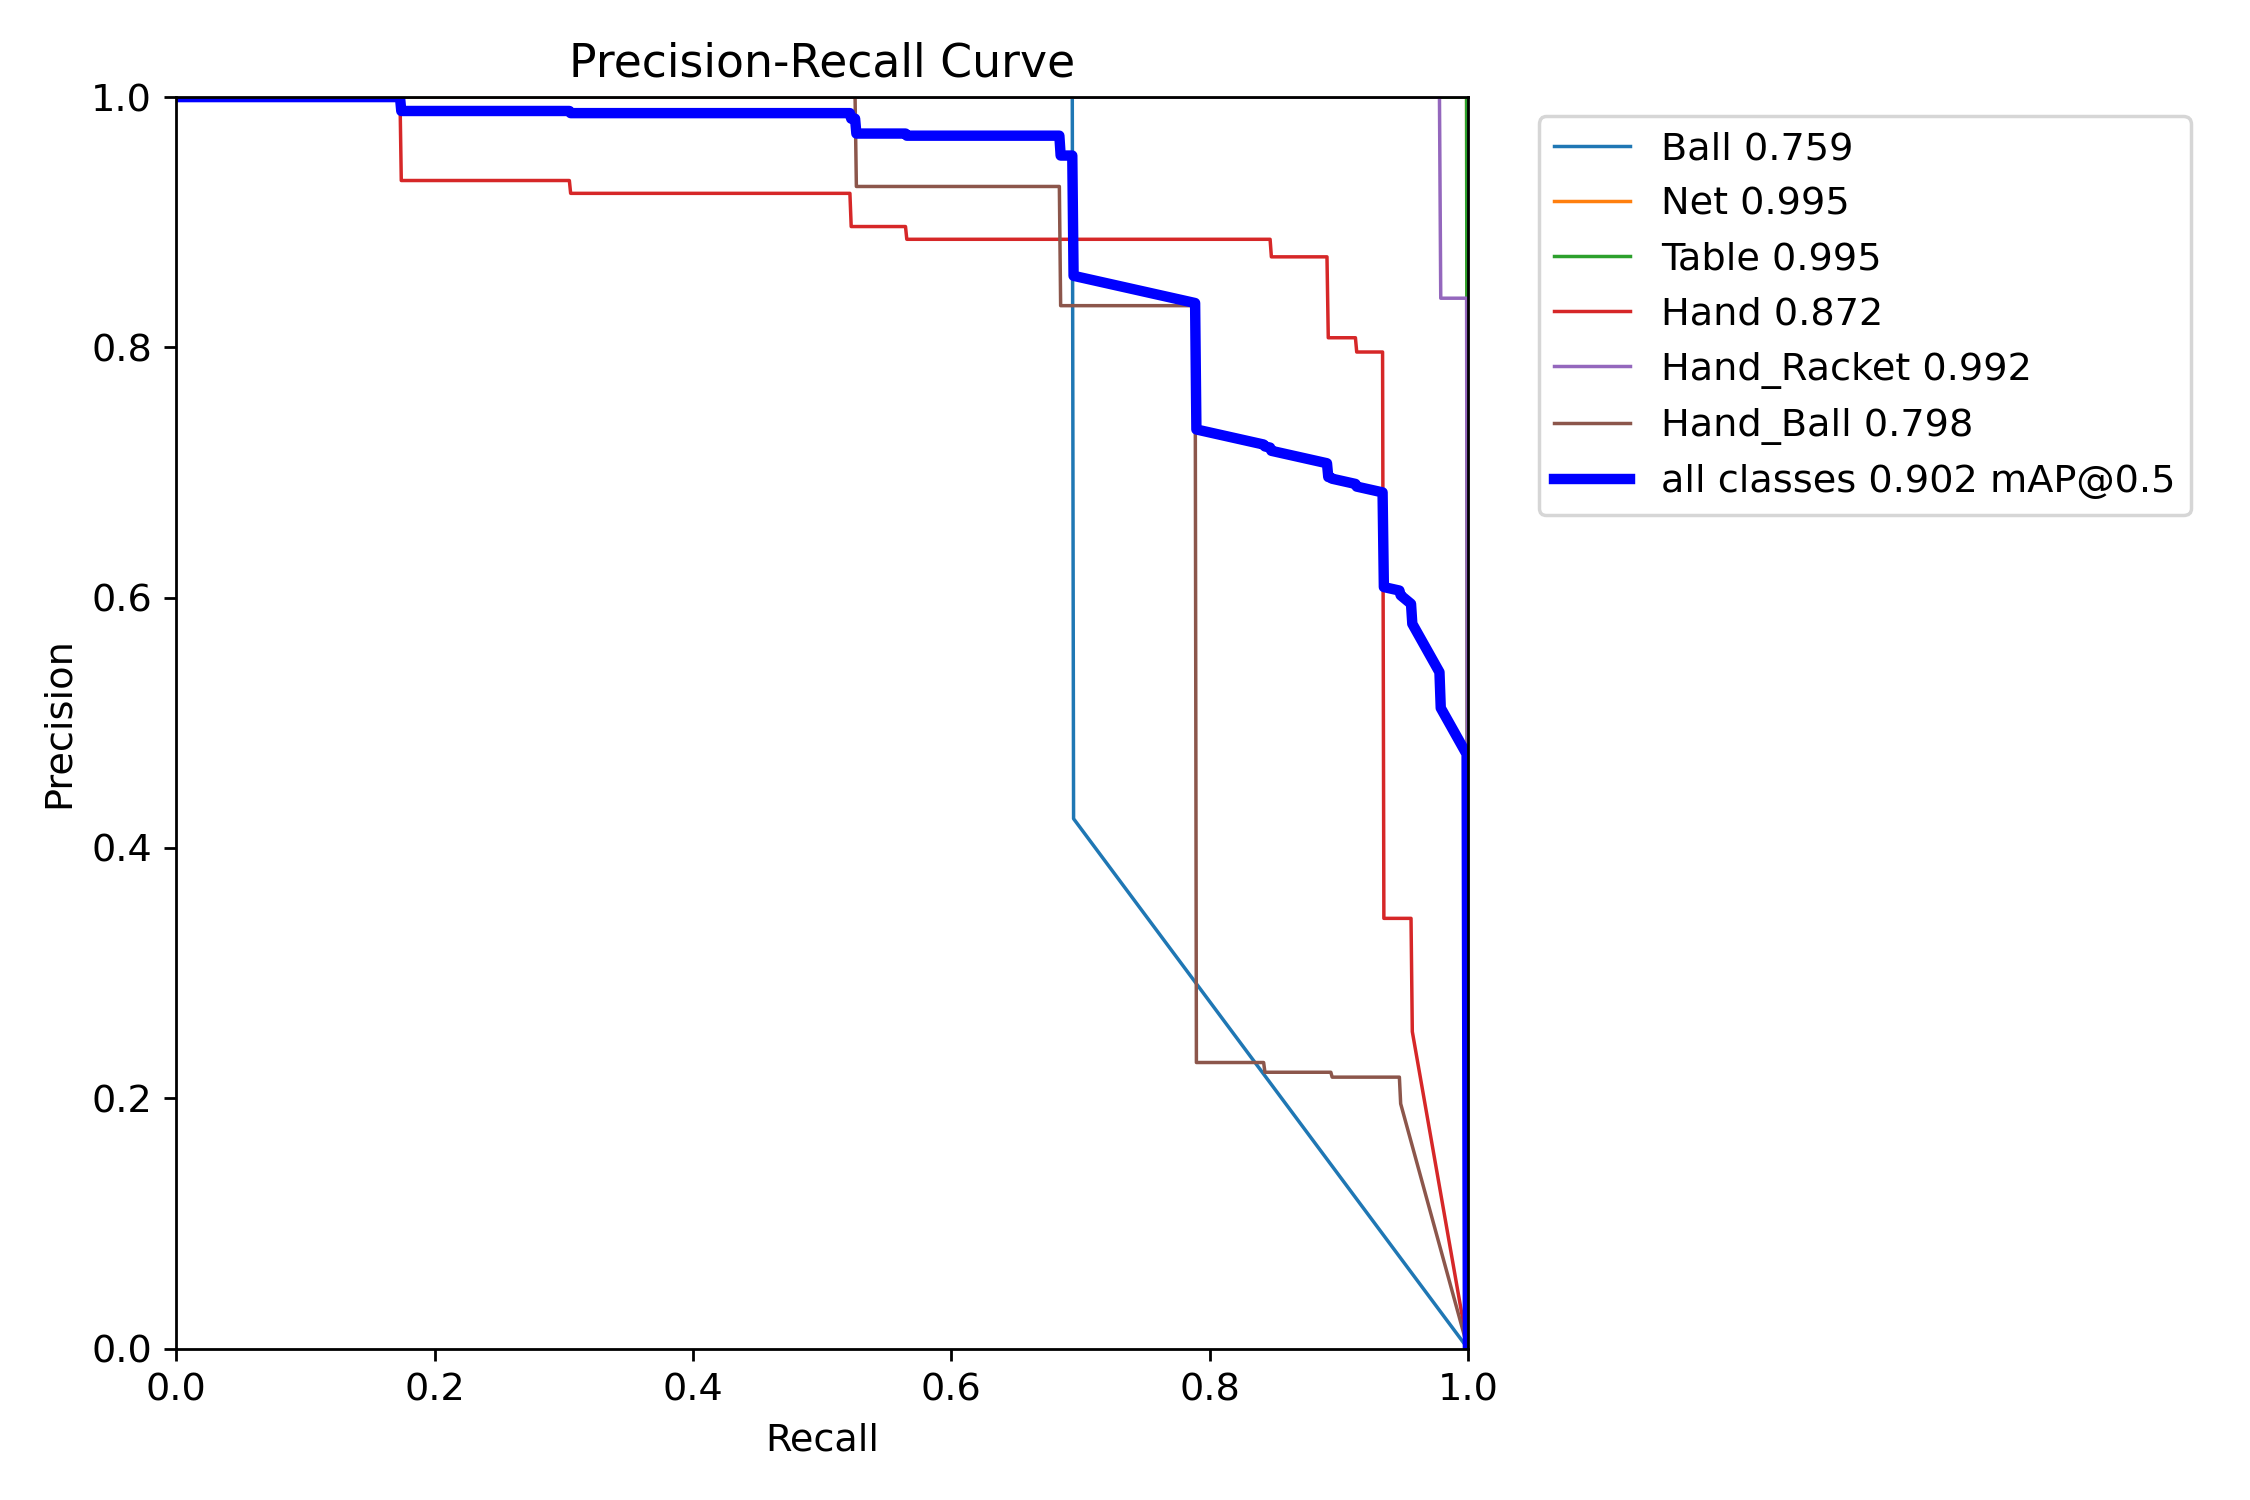 Precision-Recall Curve
1.0
0.8
0.6
0.4
0.2
0.0
Precision
0.0 0.2 0.4 0.6 0.8 1.0
Recall
Ball 0.759
Net 0.995
Table 0.995
Hand 0.872
Hand_Racket 0.992
Hand_Ball 0.798
all classes 0.902 mAP@0.5